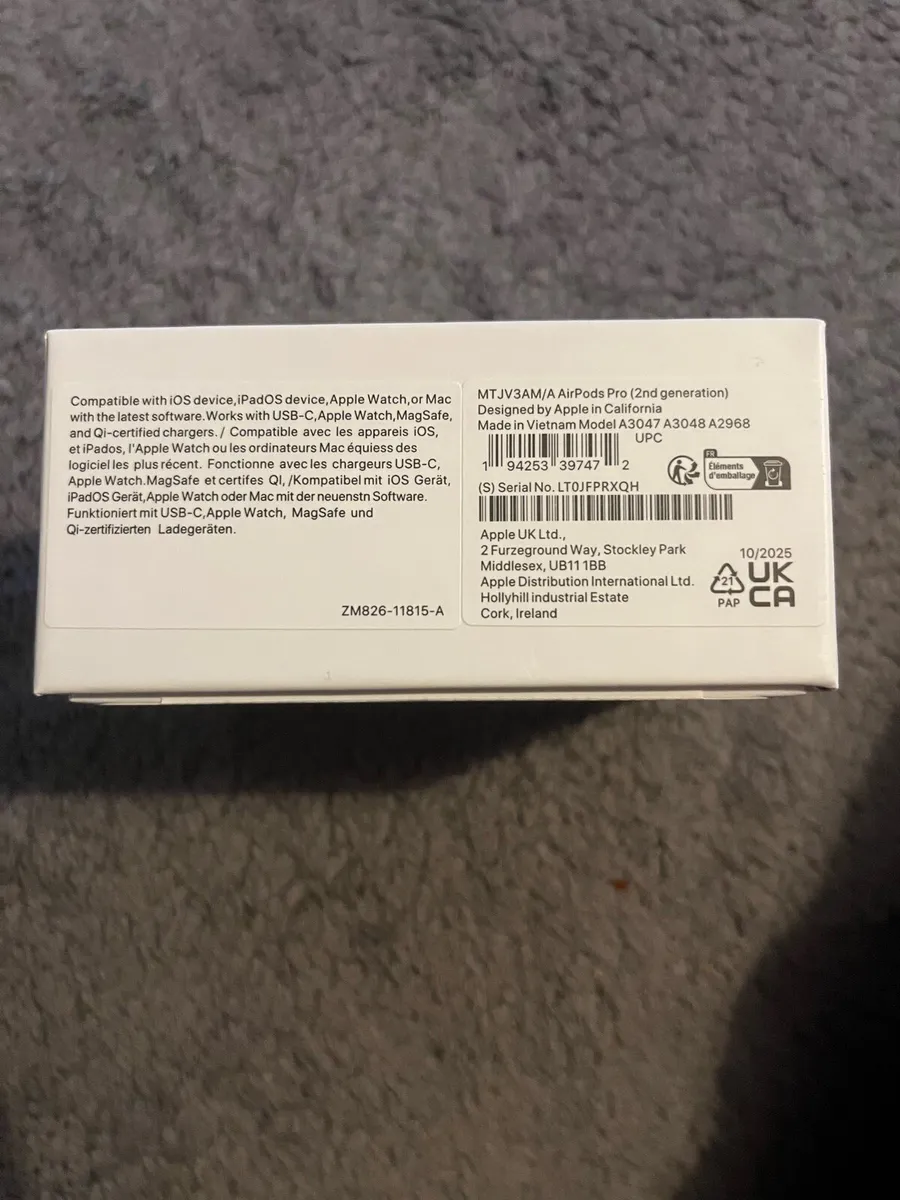 Compatible with iOS device,iPadOS device,Apple Watch,or Mac
with the latest software.Works with USB-C,Apple Watch,MagSafe,
and Qi-certified chargers. / Compatible avec les appareis iOS,
et iPados, l'Apple Watch ou les ordinateurs Mac équiess des
logiciel les plus récent. Fonctionne avec les chargeurs USB-C,
Apple Watch.MagSafe et certifes QI, /Kompatibel mit iOS Gerät,
iPadOS Gerät,Apple Watch oder Mac mit der neuenstn Software.
Funktioniert mit USB-C,Apple Watch, MagSafe und
Qi-zertifizierten Ladegeräten.
ZM826-11815-A
MTJV3AM/A AirPods Pro (2nd generation)
Designed by Apple in California
Made in Vietnam Model A3047 A3048 A2968
UPC
1 94253 39747 2
FR
Éléments
d'emballage
(S) Serial No. LT0JFPRXQH
Apple UK Ltd.,
2 Furzeground Way, Stockley Park
Middlesex, UB11 1BB
Apple Distribution International Ltd.
Hollyhill industrial Estate
Cork, Ireland
10/2025
21
PAP
UK
CA